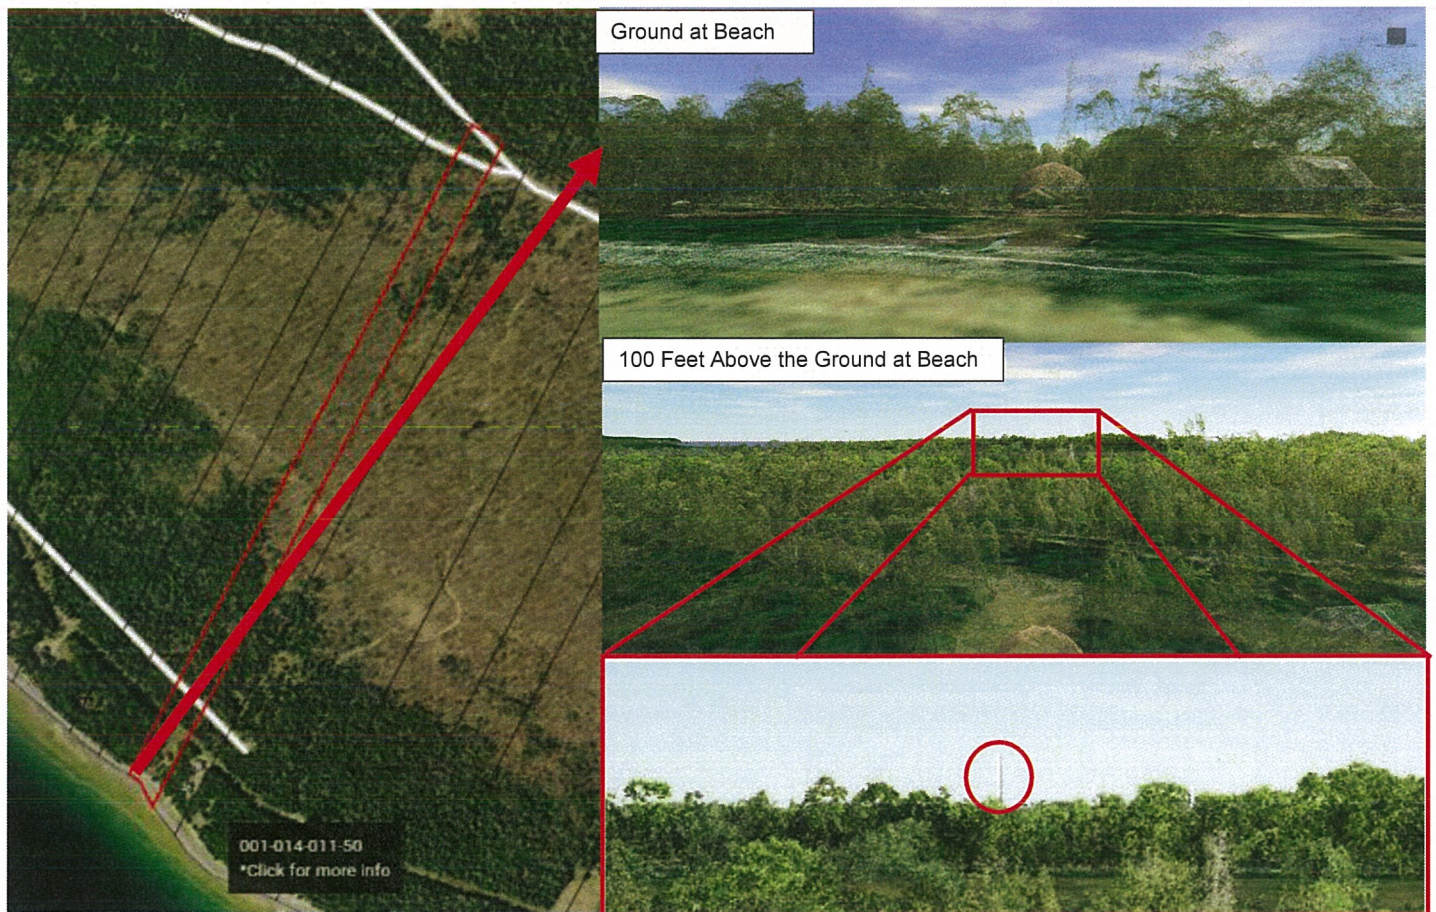 Ground at Beach
100 Feet Above the Ground at Beach
001-014-011-50
*Click for more info